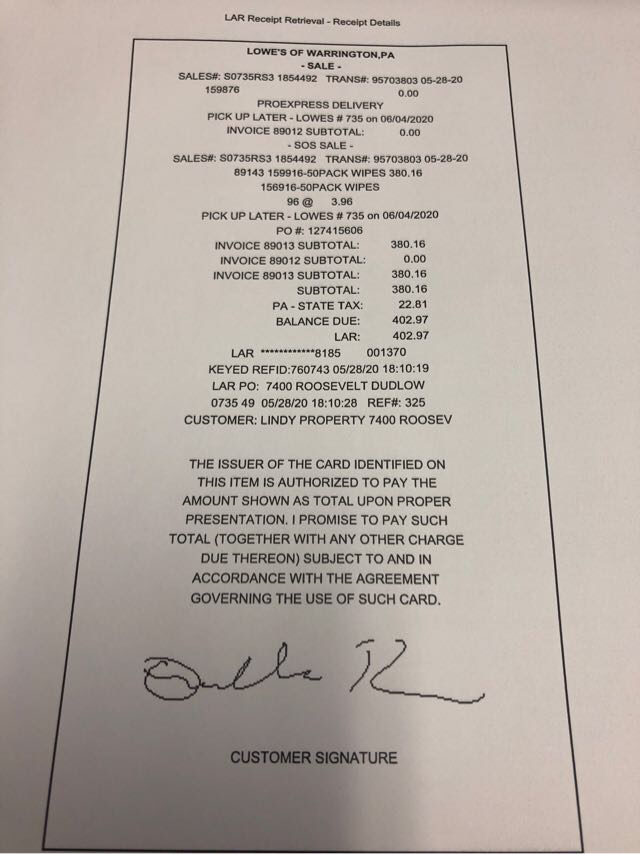 LAR Receipt Retrieval - Receipt Details
LOWE'S OF WARRINGTON,PA
- SALE -
SALES#: S0735RS3 1854492 TRANS#: 95703803 05-28-20
159876 0.00
PROEXPRESS DELIVERY
PICK UP LATER - LOWES # 735 on 06/04/2020
INVOICE 89012 SUBTOTAL: 0.00
- SOS SALE -
SALES#: S0735RS3 1854492 TRANS#: 95703803 05-28-20
89143 159916-50PACK WIPES 380.16
156916-50PACK WIPES
96 @ 3.96
PICK UP LATER - LOWES # 735 on 06/04/2020
PO #: 127415606
INVOICE 89013 SUBTOTAL: 380.16
INVOICE 89012 SUBTOTAL: 0.00
INVOICE 89013 SUBTOTAL: 380.16
SUBTOTAL: 380.16
PA - STATE TAX: 22.81
BALANCE DUE: 402.97
LAR: 402.97
LAR ************8185 001370
KEYED REFID:760743 05/28/20 18:10:19
LAR PO: 7400 ROOSEVELT DUDLOW
0735 49 05/28/20 18:10:28 REF#: 325
CUSTOMER: LINDY PROPERTY 7400 ROOSEV
THE ISSUER OF THE CARD IDENTIFIED ON
THIS ITEM IS AUTHORIZED TO PAY THE
AMOUNT SHOWN AS TOTAL UPON PROPER
PRESENTATION. I PROMISE TO PAY SUCH
TOTAL (TOGETHER WITH ANY OTHER CHARGE
DUE THEREON) SUBJECT TO AND IN
ACCORDANCE WITH THE AGREEMENT
GOVERNING THE USE OF SUCH CARD.
CUSTOMER SIGNATURE